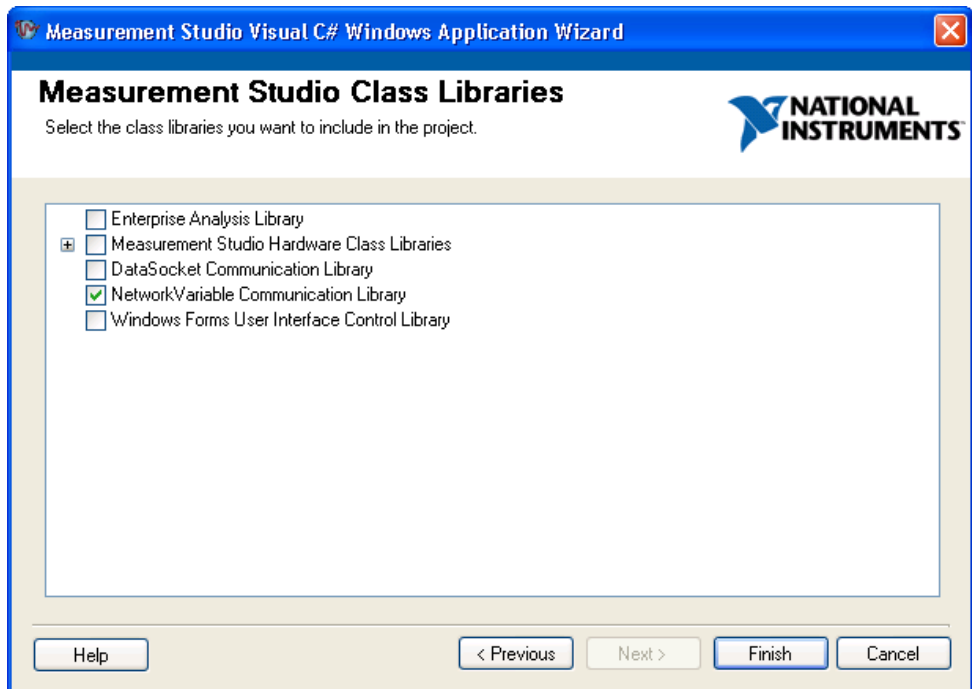 Measurement Studio Visual C# Windows Application Wizard
Measurement Studio Class Libraries
Select the class libraries you want to include in the project.
NATIONAL
INSTRUMENTS
Enterprise Analysis Library
Measurement Studio Hardware Class Libraries
DataSocket Communication Library
NetworkVariable Communication Library
Windows Forms User Interface Control Library
Help
< Previous
Next >
Finish
Cancel